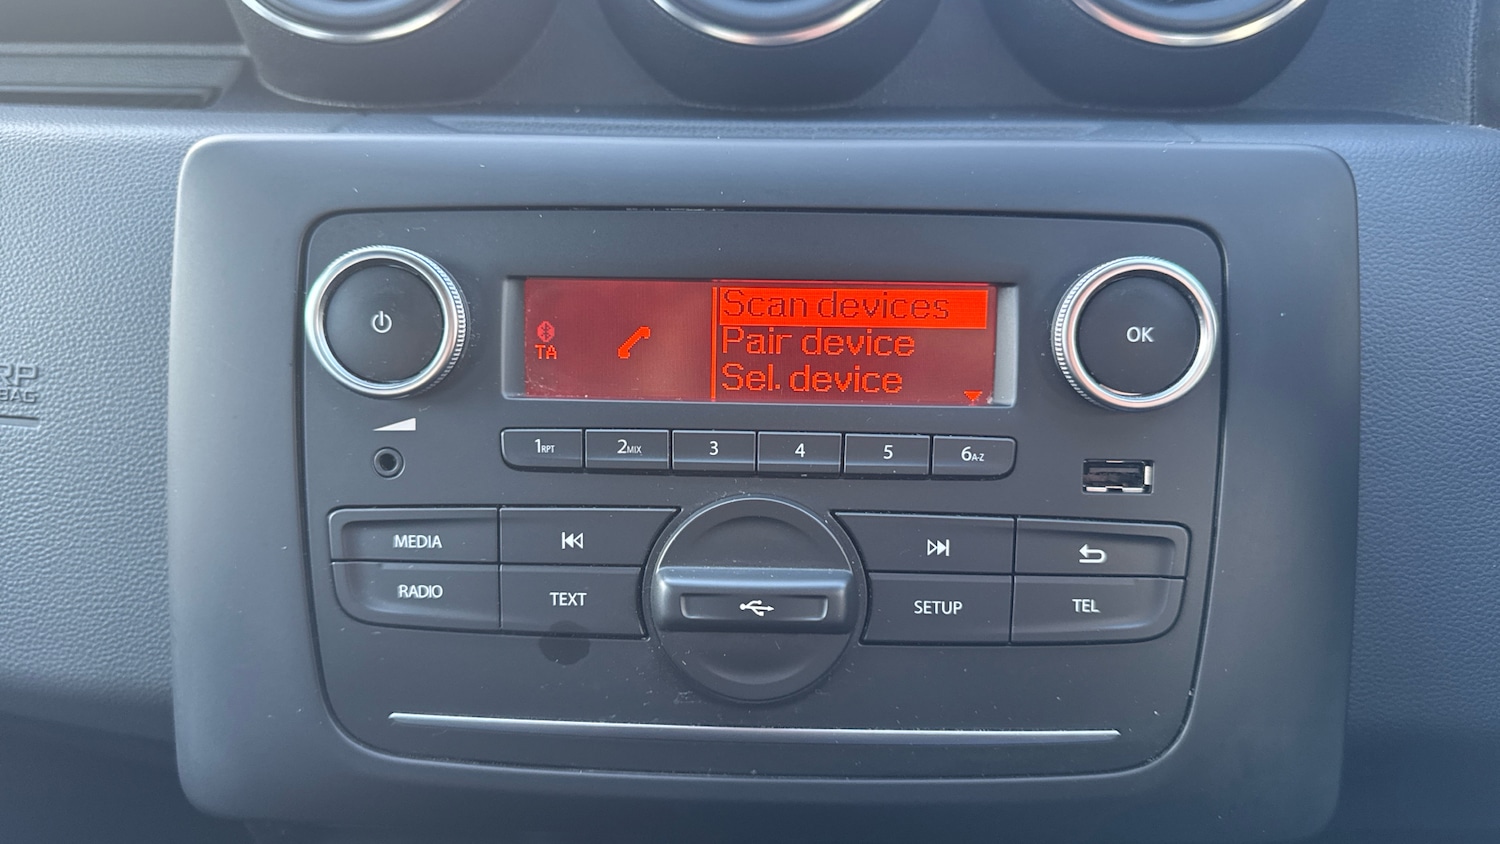 Scan devices
Pair device
TA
Sel. device
OK
1RPT
2MIX
3
4
5
6A-Z
MEDIA
RADIO
TEXT
SETUP
TEL